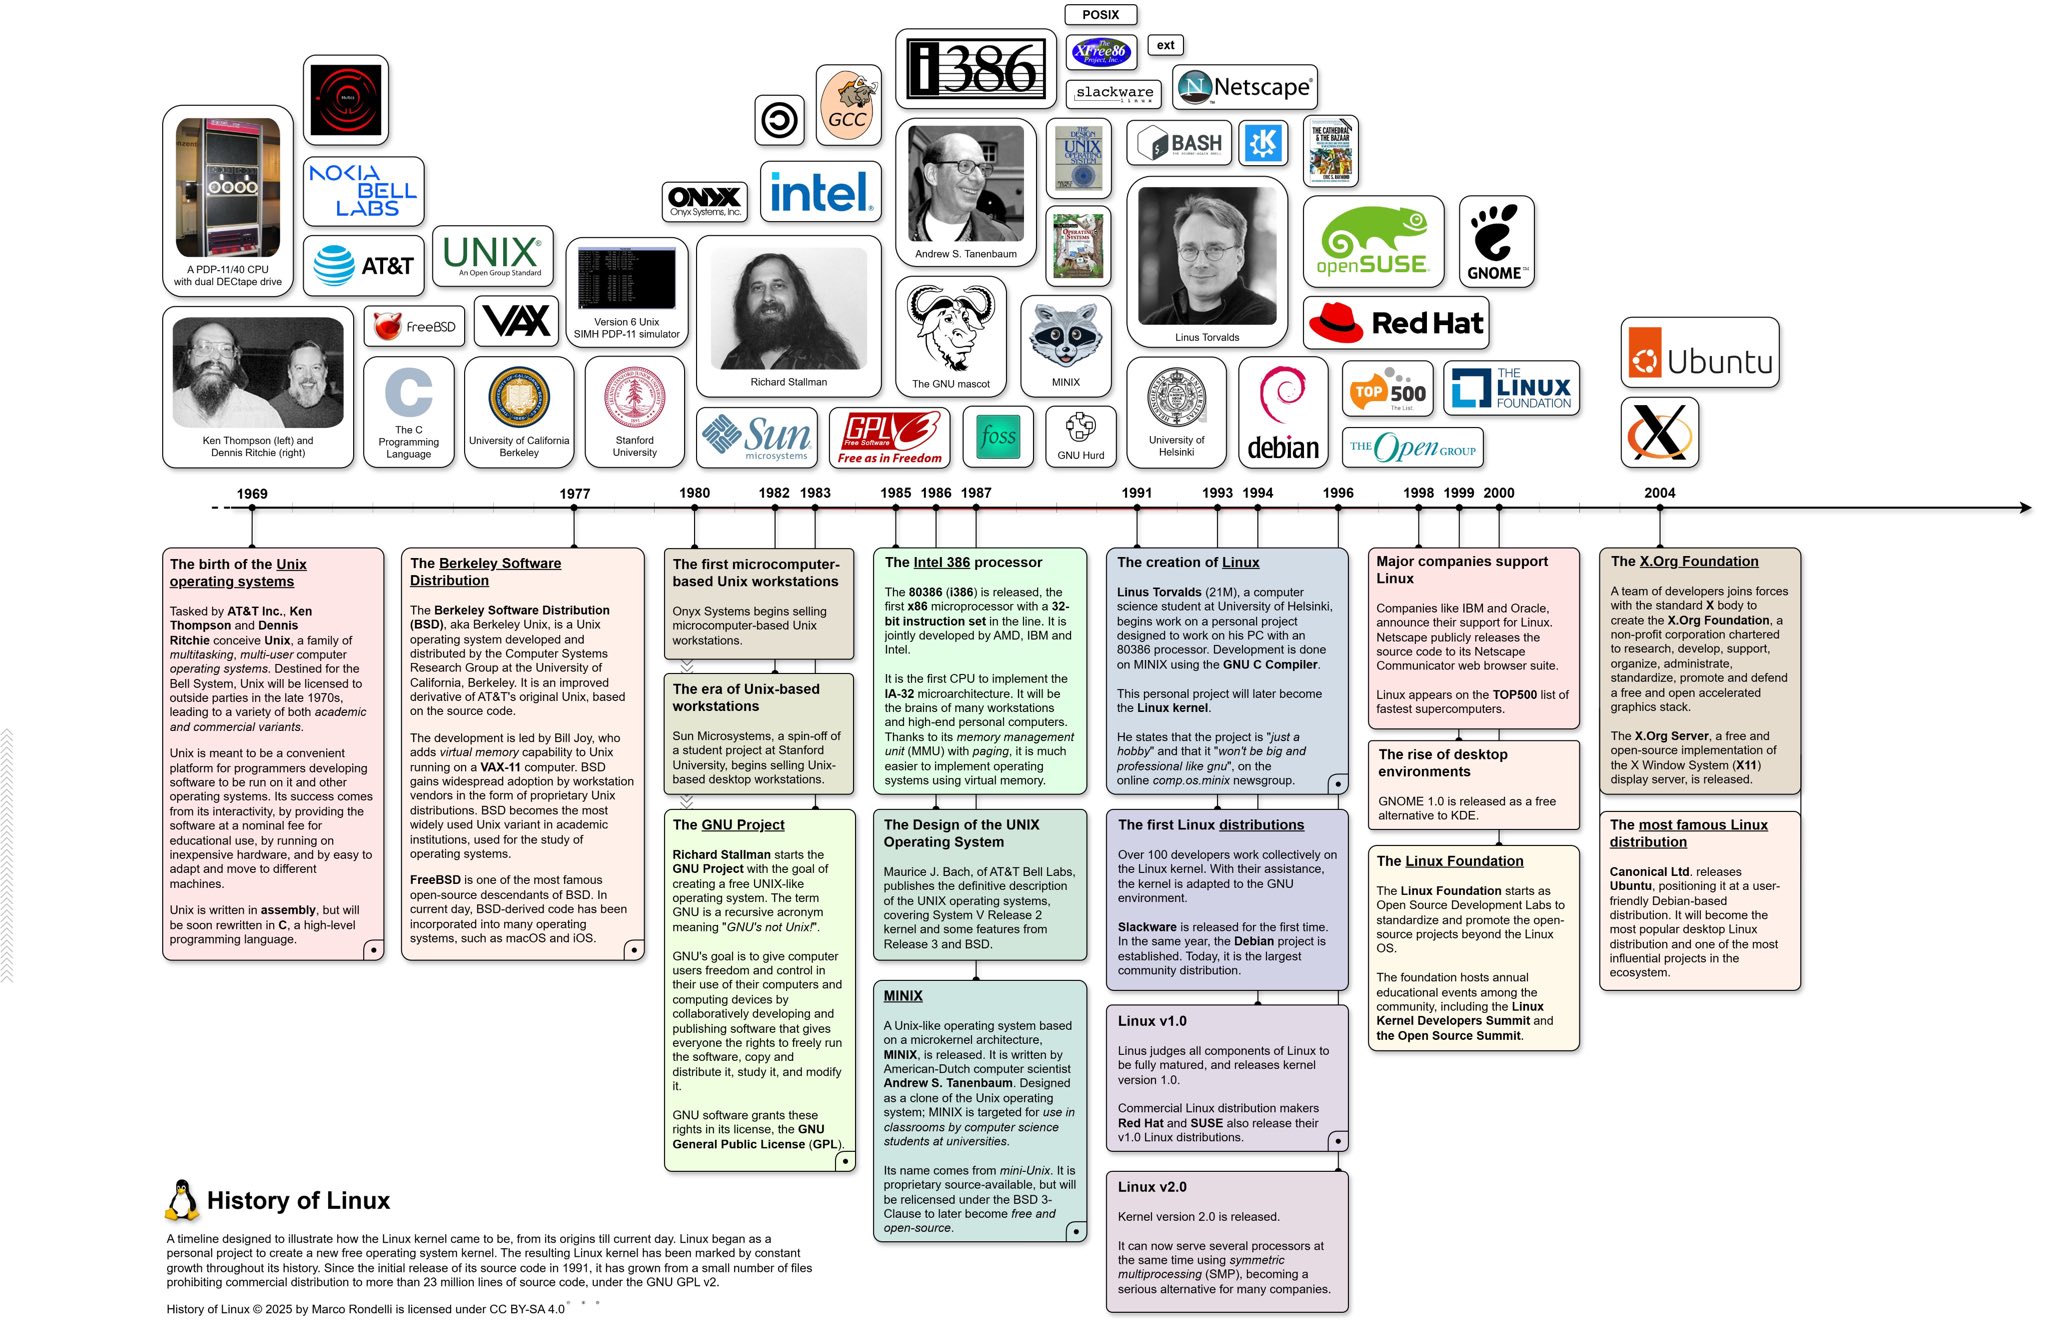 POSIX
The
XFree86
Project, Inc.
ext
i386
slackware
linux
Netscape®
Multics
GCC
THE
DESIGN
OF THE
UNIX
OPERATING
SYSTEM
BASH
THE BOURNE-AGAIN SHELL
THE CATHEDRAL
& THE BAZAAR
ERIC S. RAYMOND
A PDP-11/40 CPU
with dual DECtape drive
NOKIA
BELL
LABS
AT&T
UNIX®
An Open Group Standard
ONYX
Onyx Systems, Inc.
intel®
Andrew S. Tanenbaum
OPERATING
SYSTEMS
Linus Torvalds
openSUSE
GNOME™
Red Hat
FreeBSD
VAX
Version 6 Unix
SIMH PDP-11 simulator
Richard Stallman
The GNU mascot
MINIX
Ubuntu
Ken Thompson (left) and
Dennis Ritchie (right)
The C
Programming
Language
University of California
Berkeley
Stanford
University
Sun
microsystems
GPL3
Free Software
Free as in Freedom
foss
GNU Hurd
University of
Helsinki
debian
TOP
500
The List.
THE
LINUX
FOUNDATION
THE Open GROUP
X
1969
1977
1980
1982
1983
1985
1986
1987
1991
1993
1994
1996
1998
1999
2000
2004
The birth of the Unix
operating systems
Tasked by AT&T Inc., Ken
Thompson and Dennis
Ritchie conceive Unix, a family of
multitasking, multi-user computer
operating systems. Destined for the
Bell System, Unix will be licensed to
outside parties in the late 1970s,
leading to a variety of both academic
and commercial variants.
Unix is meant to be a convenient
platform for programmers developing
software to be run on it and other
operating systems. Its success comes
from its interactivity, by providing the
software at a nominal fee for
educational use, by running on
inexpensive hardware, and by easy to
adapt and move to different
machines.
Unix is written in assembly, but will
be soon rewritten in C, a high-level
programming language.
The Berkeley Software
Distribution
The Berkeley Software Distribution
(BSD), aka Berkeley Unix, is a Unix
operating system developed and
distributed by the Computer Systems
Research Group at the University of
California, Berkeley. It is an improved
derivative of AT&T's original Unix, based
on the source code.
The development is led by Bill Joy, who
adds virtual memory capability to Unix
running on a VAX-11 computer. BSD
gains widespread adoption by workstation
vendors in the form of proprietary Unix
distributions. BSD becomes the most
widely used Unix variant in academic
institutions, used for the study of
operating systems.
FreeBSD is one of the most famous
open-source descendants of BSD. In
current day, BSD-derived code has been
incorporated into many operating
systems, such as macOS and iOS.
The first microcomputer-
based Unix workstations
Onyx Systems begins selling
microcomputer-based Unix
workstations.
The era of Unix-based
workstations
Sun Microsystems, a spin-off of
a student project at Stanford
University, begins selling Unix-
based desktop workstations.
The GNU Project
Richard Stallman starts the
GNU Project with the goal of
creating a free UNIX-like
operating system. The term
GNU is a recursive acronym
meaning "GNU's not Unix!".
GNU's goal is to give computer
users freedom and control in
their use of their computers and
computing devices by
collaboratively developing and
publishing software that gives
everyone the rights to freely run
the software, copy and
distribute it, study it, and modify
it.
GNU software grants these
rights in its license, the GNU
General Public License (GPL).
The Intel 386 processor
The 80386 (i386) is released, the
first x86 microprocessor with a 32-
bit instruction set in the line. It is
jointly developed by AMD, IBM and
Intel.
It is the first CPU to implement the
IA-32 microarchitecture. It will be
the brains of many workstations
and high-end personal computers.
Thanks to its memory management
unit (MMU) with paging, it is much
easier to implement operating
systems using virtual memory.
The Design of the UNIX
Operating System
Maurice J. Bach, of AT&T Bell Labs,
publishes the definitive description
of the UNIX operating systems,
covering System V Release 2
kernel and some features from
Release 3 and BSD.
MINIX
A Unix-like operating system based
on a microkernel architecture,
MINIX, is released. It is written by
American-Dutch computer scientist
Andrew S. Tanenbaum. Designed
as a clone of the Unix operating
system; MINIX is targeted for use in
classrooms by computer science
students at universities.
Its name comes from mini-Unix. It is
proprietary source-available, but will
be relicensed under the BSD 3-
Clause to later become free and
open-source.
The creation of Linux
Linus Torvalds (21M), a computer
science student at University of Helsinki,
begins work on a personal project
designed to work on his PC with an
80386 processor. Development is done
on MINIX using the GNU C Compiler.
This personal project will later become
the Linux kernel.
He states that the project is "just a
hobby" and that it "won't be big and
professional like gnu", on the
online comp.os.minix newsgroup.
The first Linux distributions
Over 100 developers work collectively on
the Linux kernel. With their assistance,
the kernel is adapted to the GNU
environment.
Slackware is released for the first time.
In the same year, the Debian project is
established. Today, it is the largest
community distribution.
Linux v1.0
Linus judges all components of Linux to
be fully matured, and releases kernel
version 1.0.
Commercial Linux distribution makers
Red Hat and SUSE also release their
v1.0 Linux distributions.
Linux v2.0
Kernel version 2.0 is released.
It can now serve several processors at
the same time using symmetric
multiprocessing (SMP), becoming a
serious alternative for many companies.
Major companies support
Linux
Companies like IBM and Oracle,
announce their support for Linux.
Netscape publicly releases the
source code to its Netscape
Communicator web browser suite.
Linux appears on the TOP500 list of
fastest supercomputers.
The rise of desktop
environments
GNOME 1.0 is released as a free
alternative to KDE.
The Linux Foundation
The Linux Foundation starts as
Open Source Development Labs to
standardize and promote the open-
source projects beyond the Linux
OS.
The foundation hosts annual
educational events among the
community, including the Linux
Kernel Developers Summit and
the Open Source Summit.
The X.Org Foundation
A team of developers joins forces
with the standard X body to
create the X.Org Foundation, a
non-profit corporation chartered
to research, develop, support,
organize, administrate,
standardize, promote and defend
a free and open accelerated
graphics stack.
The X.Org Server, a free and
open-source implementation of
the X Window System (X11)
display server, is released.
The most famous Linux
distribution
Canonical Ltd. releases
Ubuntu, positioning it at a user-
friendly Debian-based
distribution. It will become the
most popular desktop Linux
distribution and one of the most
influential projects in the
ecosystem.
History of Linux
A timeline designed to illustrate how the Linux kernel came to be, from its origins till current day. Linux began as a
personal project to create a new free operating system kernel. The resulting Linux kernel has been marked by constant
growth throughout its history. Since the initial release of its source code in 1991, it has grown from a small number of files
prohibiting commercial distribution to more than 23 million lines of source code, under the GNU GPL v2.
History of Linux © 2025 by Marco Rondelli is licensed under CC BY-SA 4.0